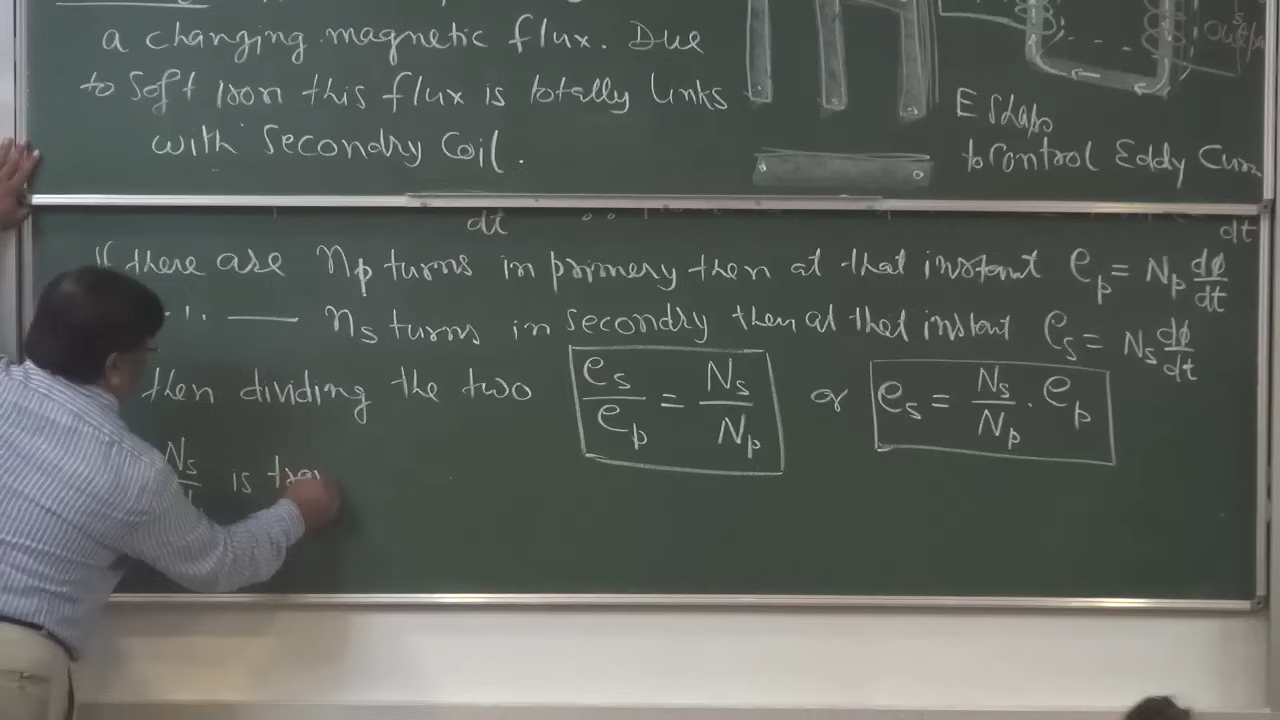 a changing magnetic flux. Due
to Soft Iron this flux is totally links
with Secondry Coil.
E Shape
to Control Eddy Curr
dt
dt
If there are np turns in primery then at that instant ep = Np dφ/dt
ns turns in secondry then at that instant es = Ns dφ/dt
then dividing the two es/ep = Ns/Np or es = Ns/Np . ep
Ns
is tran